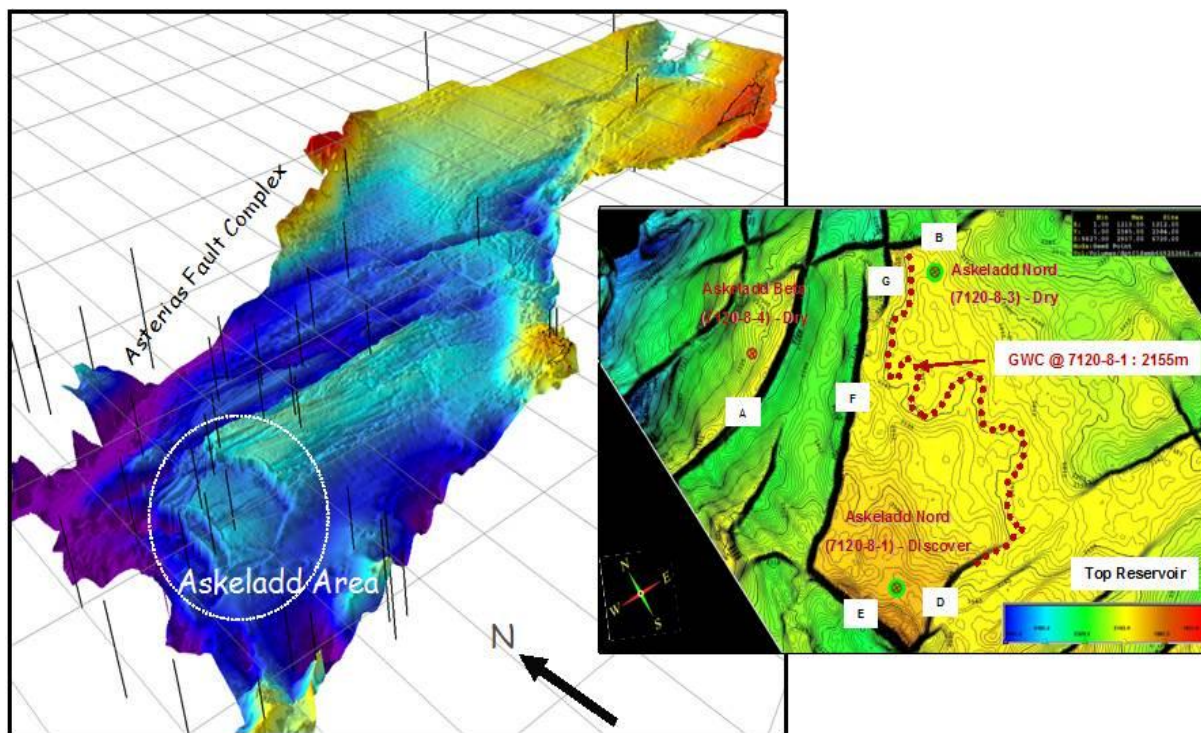 Asterias Fault Complex
Askeladd Area
N
B
G
Askeladd Nord
(7120-8-3) - Dry
Askeladd Beta
(7120-8-4) - Dry
GWC @ 7120-8-1 : 2155m
A
F
Askeladd Nord
(7120-8-1) - Discover
Top Reservoir
N
E
W
S
E
D